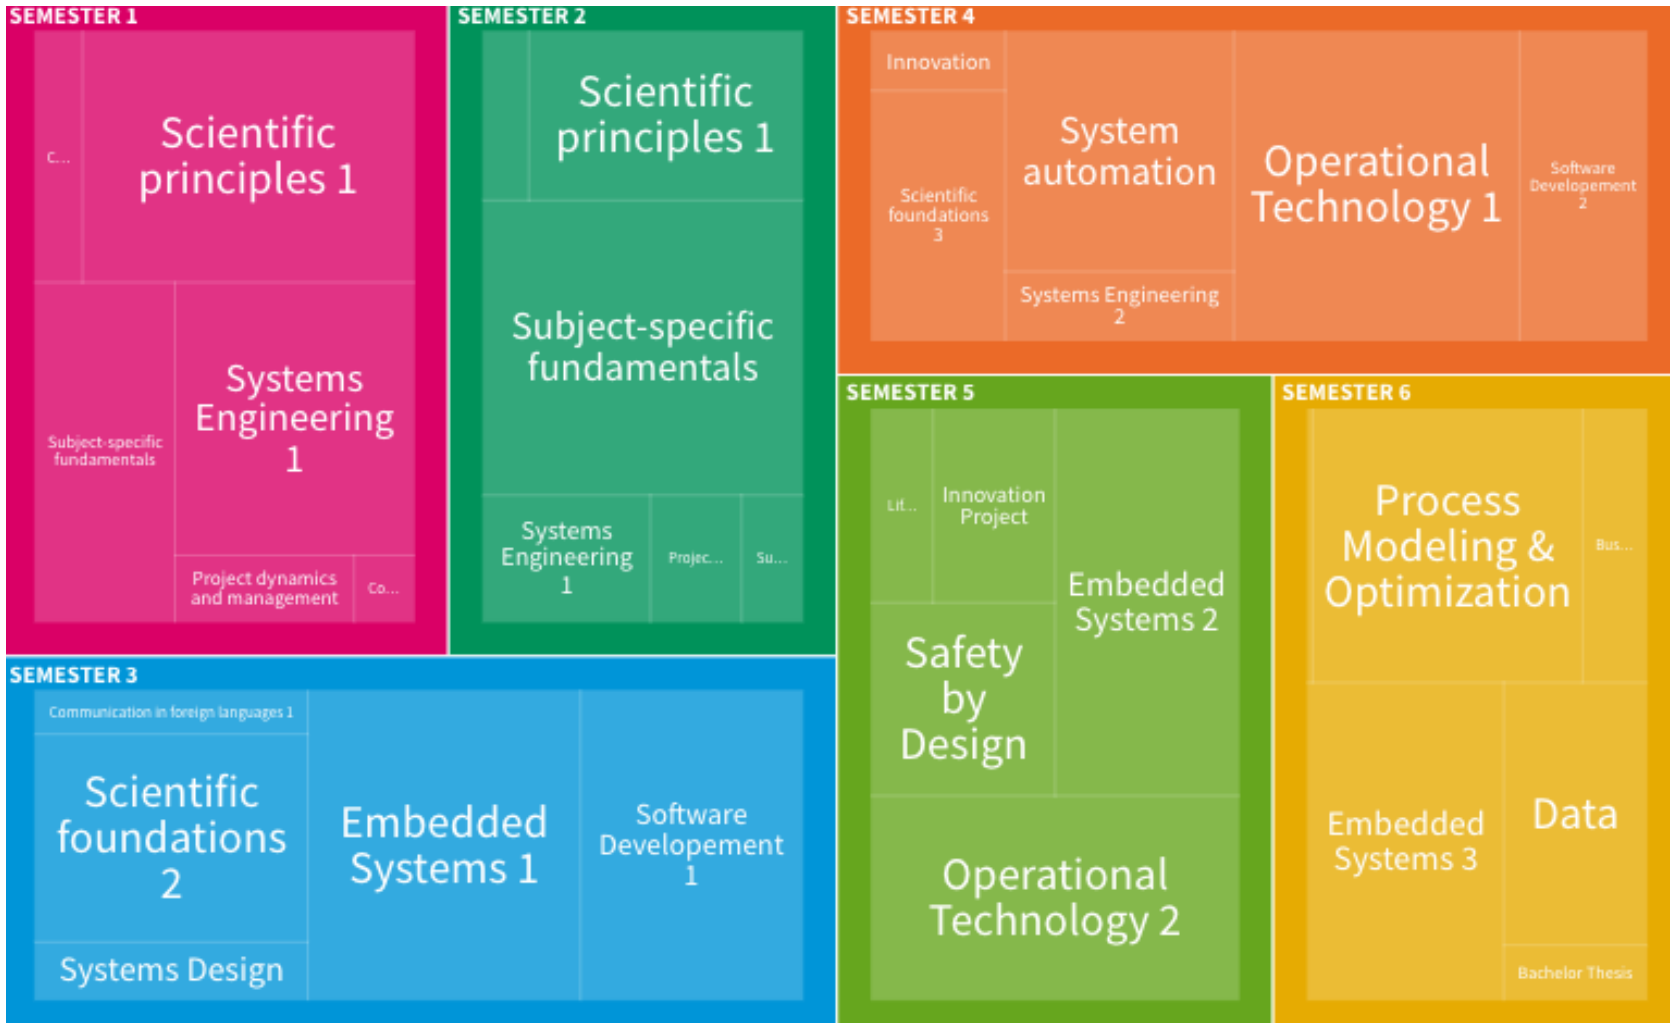 SEMESTER 1
C...
Scientific
principles 1
Subject-specific
fundamentals
Systems
Engineering
1
Project dynamics
and management
Co...
SEMESTER 2
Scientific
principles 1
Subject-specific
fundamentals
Systems
Engineering
1
Projec...
Su...
SEMESTER 3
Communication in foreign languages 1
Scientific
foundations
2
Systems Design
Embedded
Systems 1
Software
Developement
1
SEMESTER 4
Innovation
Scientific
foundations
3
System
automation
Systems Engineering
2
Operational
Technology 1
Software
Developement
2
SEMESTER 5
Lif...
Innovation
Project
Embedded
Systems 2
Safety
by
Design
Operational
Technology 2
SEMESTER 6
Process
Modeling &
Optimization
Bus...
Embedded
Systems 3
Data
Bachelor Thesis